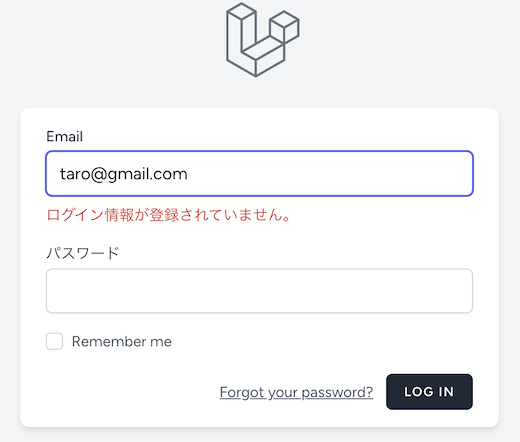 Email
taro@gmail.com
ログイン情報が登録されていません。
パスワード
Remember me
Forgot your password?
LOG IN